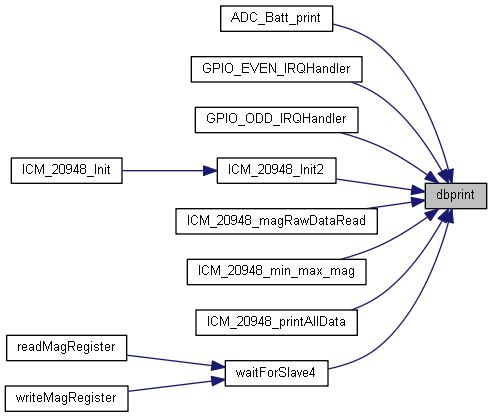 ADC_Batt_print
GPIO_EVEN_IRQHandler
GPIO_ODD_IRQHandler
ICM_20948_Init
ICM_20948_Init2
dbprint
ICM_20948_magRawDataRead
ICM_20948_min_max_mag
ICM_20948_printAllData
readMagRegister
waitForSlave4
writeMagRegister